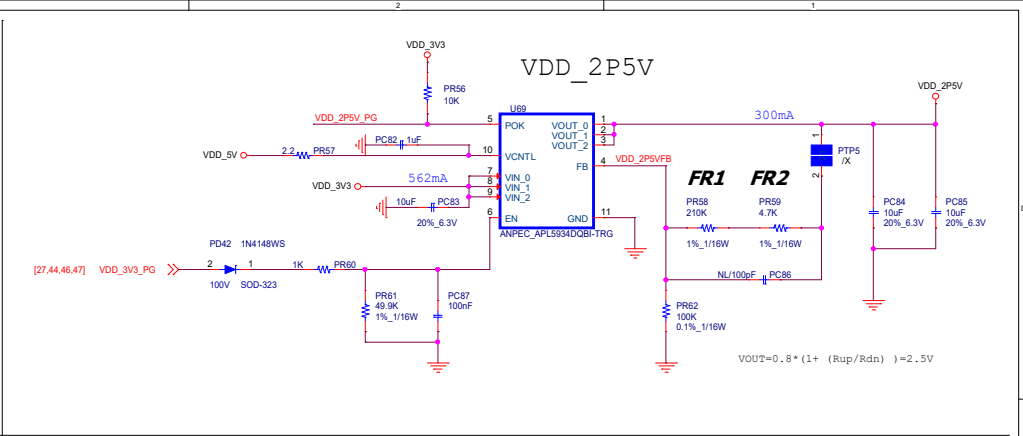 2
1
VDD_3V3
VDD_2P5V
VDD_2P5V
PR56
10K
U69
VDD_2P5V_PG
5
POK
VOUT_0
1
300mA
VOUT_1
2
VOUT_2
3
PC82
1uF
VDD_5V
2.2
PR57
10
VCNTL
FB
4
VDD_2P5VFB
1
PTP5
/X
2
562mA
VDD_3V3
7
VIN_0
8
VIN_1
9
VIN_2
FR1
FR2
10uF
PC83
20%_6.3V
6
EN
GND
11
PR58
210K
PR59
4.7K
PC84
10uF
20%_6.3V
PC85
10uF
20%_6.3V
ANPEC_APL5934DQBI-TRG
1%_1/16W
1%_1/16W
PD42
1N4148WS
[27,44,46,47]
VDD_3V3_PG
2
1
1K
PR60
100V
SOD-323
NL/100pF
PC86
PR61
49.9K
1%_1/16W
PC87
100nF
PR62
100K
0.1%_1/16W
VOUT=0.8*(1+ (Rup/Rdn) )=2.5V